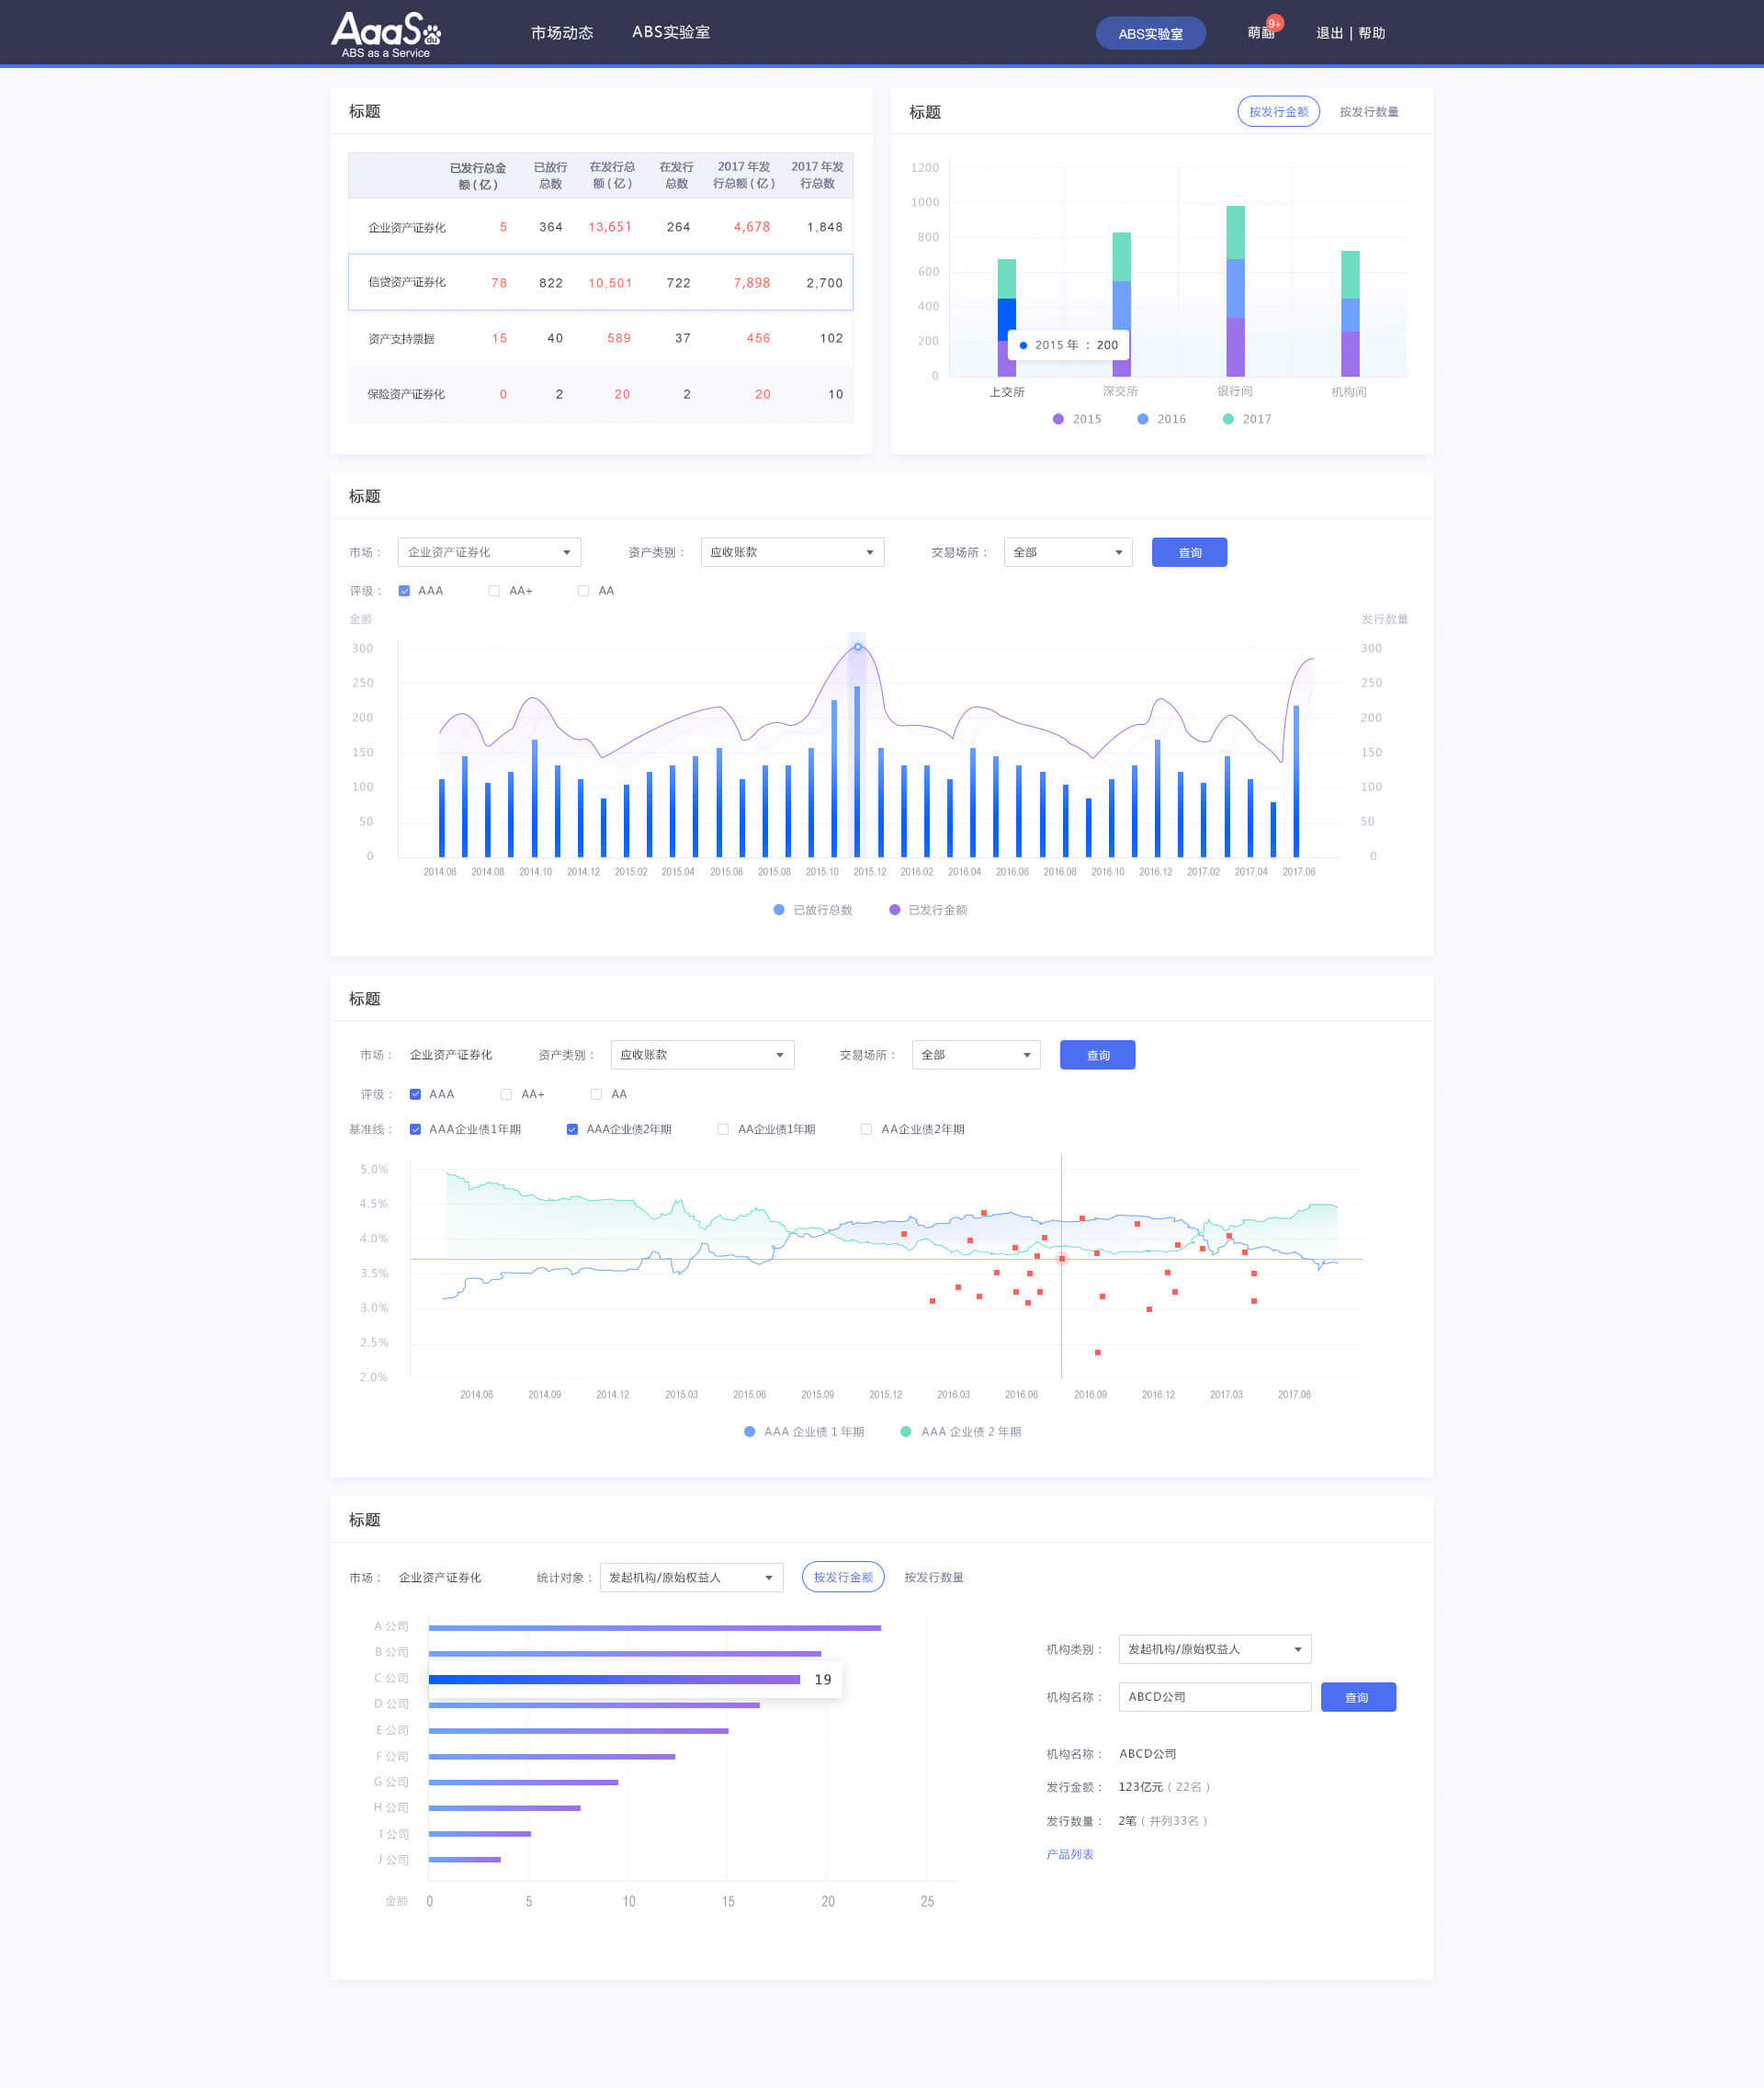 AaaS du
ABS as a Service
市场动态 ABS实验室 ABS实验室 萌翻 9+ 退出 | 帮助
标题
已发行总金额 ( 亿 ) 已放行总数 在发行总额 ( 亿 ) 在发行总数 2017 年发行总额 ( 亿 ) 2017 年发行总数
企业资产证券化 5 364 13,651 264 4,678 1,848
信贷资产证券化 78 822 10,501 722 7,898 2,700
资产支持票据 15 40 589 37 456 102
保险资产证券化 0 2 20 2 20 10
标题 按发行金额 按发行数量
1200
1000
800
600
400
200
0
2015 年 ： 200
上交所 深交所 银行间 机构间
2015 2016 2017
标题
市场： 企业资产证券化 资产类别： 应收账款 交易场所： 全部 查询
评级： AAA AA+ AA
金额 发行数量
300 300
250 250
200 200
150 150
100 100
50 50
0 0
2014.06 2014.08 2014.10 2014.12 2015.02 2015.04 2015.06 2015.08 2015.10 2015.12 2016.02 2016.04 2016.06 2016.08 2016.10 2016.12 2017.02 2017.04 2017.06
已放行总数 已发行金额
标题
市场： 企业资产证券化 资产类别： 应收账款 交易场所： 全部 查询
评级： AAA AA+ AA
基准线： AAA企业债1年期 AAA企业债2年期 AA企业债1年期 AA企业债2年期
5.0%
4.5%
4.0%
3.5%
3.0%
2.5%
2.0%
2014.06 2014.09 2014.12 2015.03 2015.06 2015.09 2015.12 2016.03 2016.06 2016.09 2016.12 2017.03 2017.06
AAA 企业债 1 年期 AAA 企业债 2 年期
标题
市场： 企业资产证券化 统计对象： 发起机构/原始权益人 按发行金额 按发行数量
A 公司
B 公司
C 公司 19
D 公司
E 公司
F 公司
G 公司
H 公司
I 公司
J 公司
金额 0 5 10 15 20 25
机构类别： 发起机构/原始权益人
机构名称： ABCD公司 查询
机构名称： ABCD公司
发行金额： 123亿元 ( 22名 )
发行数量： 2笔 ( 并列33名 )
产品列表